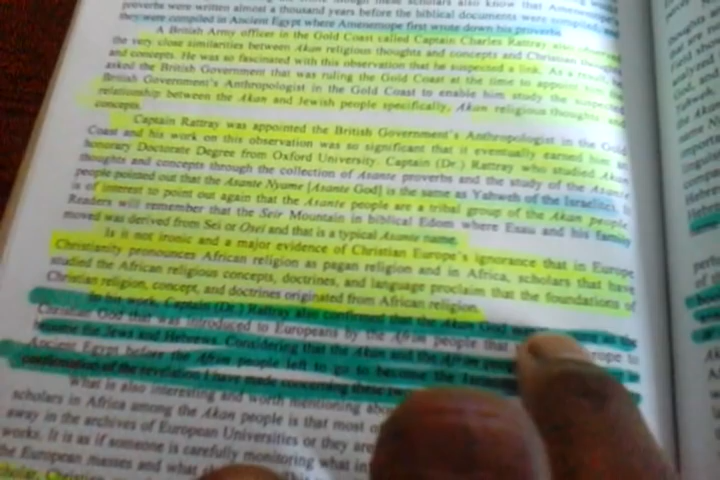 proverbs were written almost a thousand years before the biblical documents were compiled, and
they were compiled in Ancient Egypt where Amenemope first wrote down his proverbs.
A British Army officer in the Gold Coast called Captain Charles Rattray also observed
the very close similarities between Akan religious thoughts and concepts and Christian thoughts
and concepts. He was so fascinated with this observation that he suspected a link. As a result, he
asked the British Government that was ruling the Gold Coast at the time to appoint him the
British Government's Anthropologist in the Gold Coast to enable him study the suspected
relationship between the Akan and Jewish people specifically, Akan religious thoughts and
concepts.
Captain Rattray was appointed the British Government's Anthropologist in the Gold
Coast and his work on this observation was so significant that it eventually earned him an
honorary Doctorate Degree from Oxford University. Captain (Dr.) Rattray who studied Akan
thoughts and concepts through the collection of Asante proverbs and the study of the Asante
people pointed out that the Asante Nyame [Asante God] is the same as Yahweh of the Israelites. It
is of interest to point out again that the Asante people are a tribal group of the Akan people
Readers will remember that the Seir Mountain in biblical Edom where Esau and his family
moved was derived from Sei or Osei and that is a typical Asante name.
Is it not ironic and a major evidence of Christian Europe's ignorance that in Europe
Christianity pronounces African religion as pagan religion and in Africa, scholars that have
studied the African religious concepts, doctrines, and language proclaim that the foundations of
Christian religion, concept, and doctrines originated from African religion.
In his work, Captain (Dr.) Rattray also confirmed that the Akan God
Christian God that was introduced to Europeans by the Afrim people that
became the Jews and Hebrews. Considering that the Akan and the Afrim
Ancient Egypt before the Afrim people left to go to become the
confirmation of the revelation I have made concerning these
What is also interesting and worth mentioning
scholars in Africa among the Akan people is that most
away in the archives of European Universities or they are
works. It is as if someone is carefully monitoring what
the European masses and what
Christian